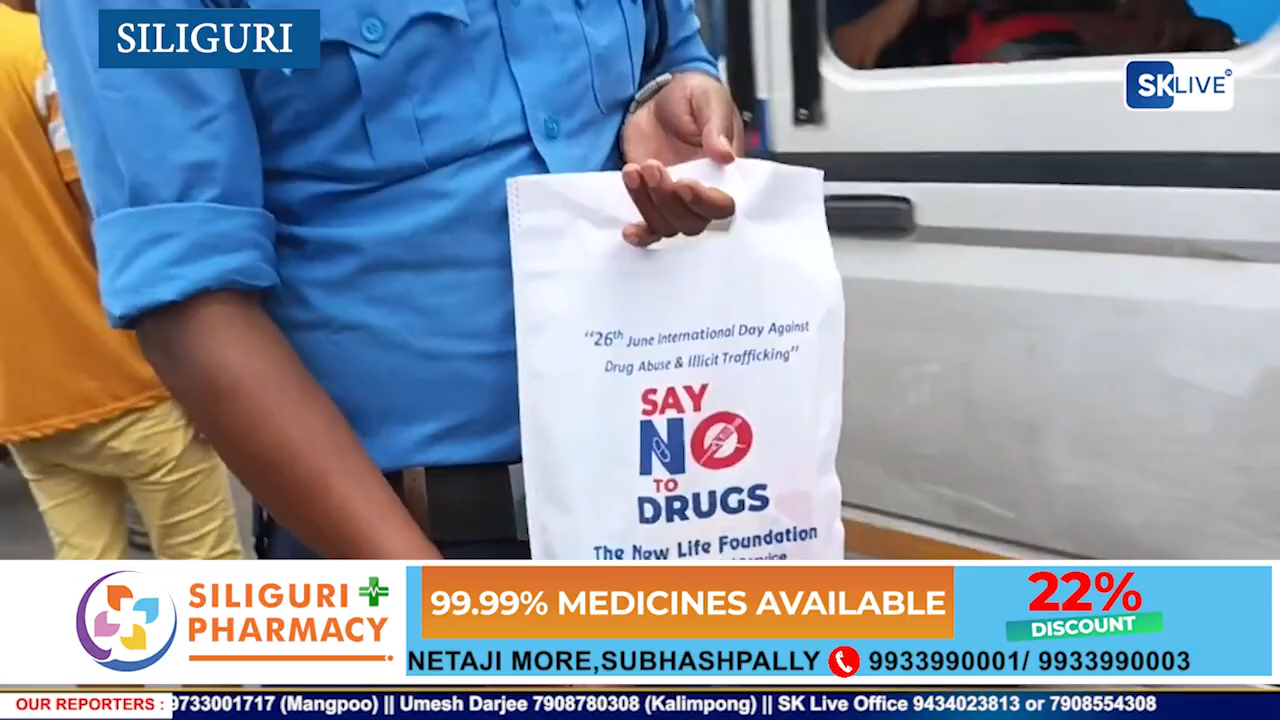 SILIGURI
SK LIVE
"26th June International Day Against
Drug Abuse & Illicit Trafficking"
SAY
NO
TO
DRUGS
The New Life Foundation
SILIGURI
PHARMACY
99.99% MEDICINES AVAILABLE
22%
DISCOUNT
NETAJI MORE,SUBHASHPALLY 9933990001/ 9933990003
OUR REPORTERS : 9733001717 (Mangpoo) || Umesh Darjee 7908780308 (Kalimpong) || SK Live Office 9434023813 or 7908554308